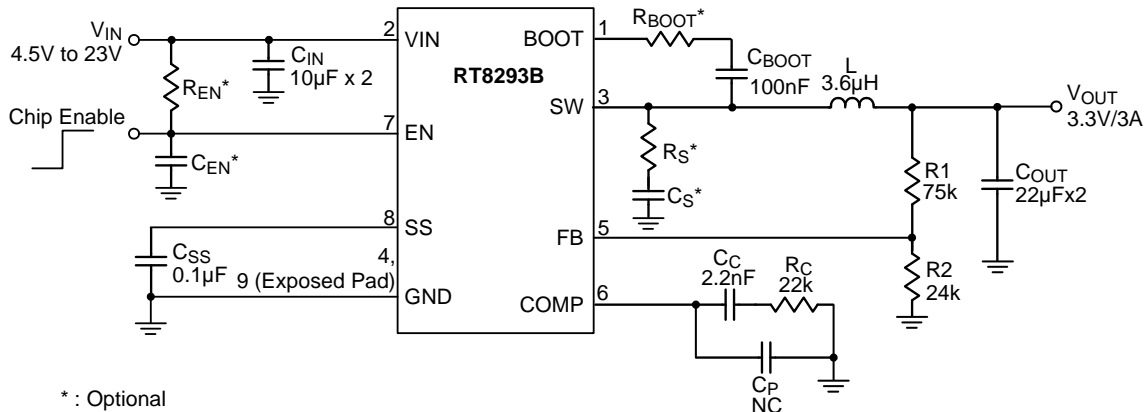 VIN
4.5V to 23V
REN*
Chip Enable
CEN*
CIN
10µF x 2
2
VIN
7
EN
8
SS
CSS
0.1µF
4,
9 (Exposed Pad)
GND
RT8293B
BOOT
1
RBOOT*
CBOOT
100nF
SW
3
L
3.6µH
VOUT
3.3V/3A
RS*
CS*
R1
75k
COUT
22µFx2
FB
5
R2
24k
COMP
6
CC
2.2nF
RC
22k
CP
NC
* : Optional